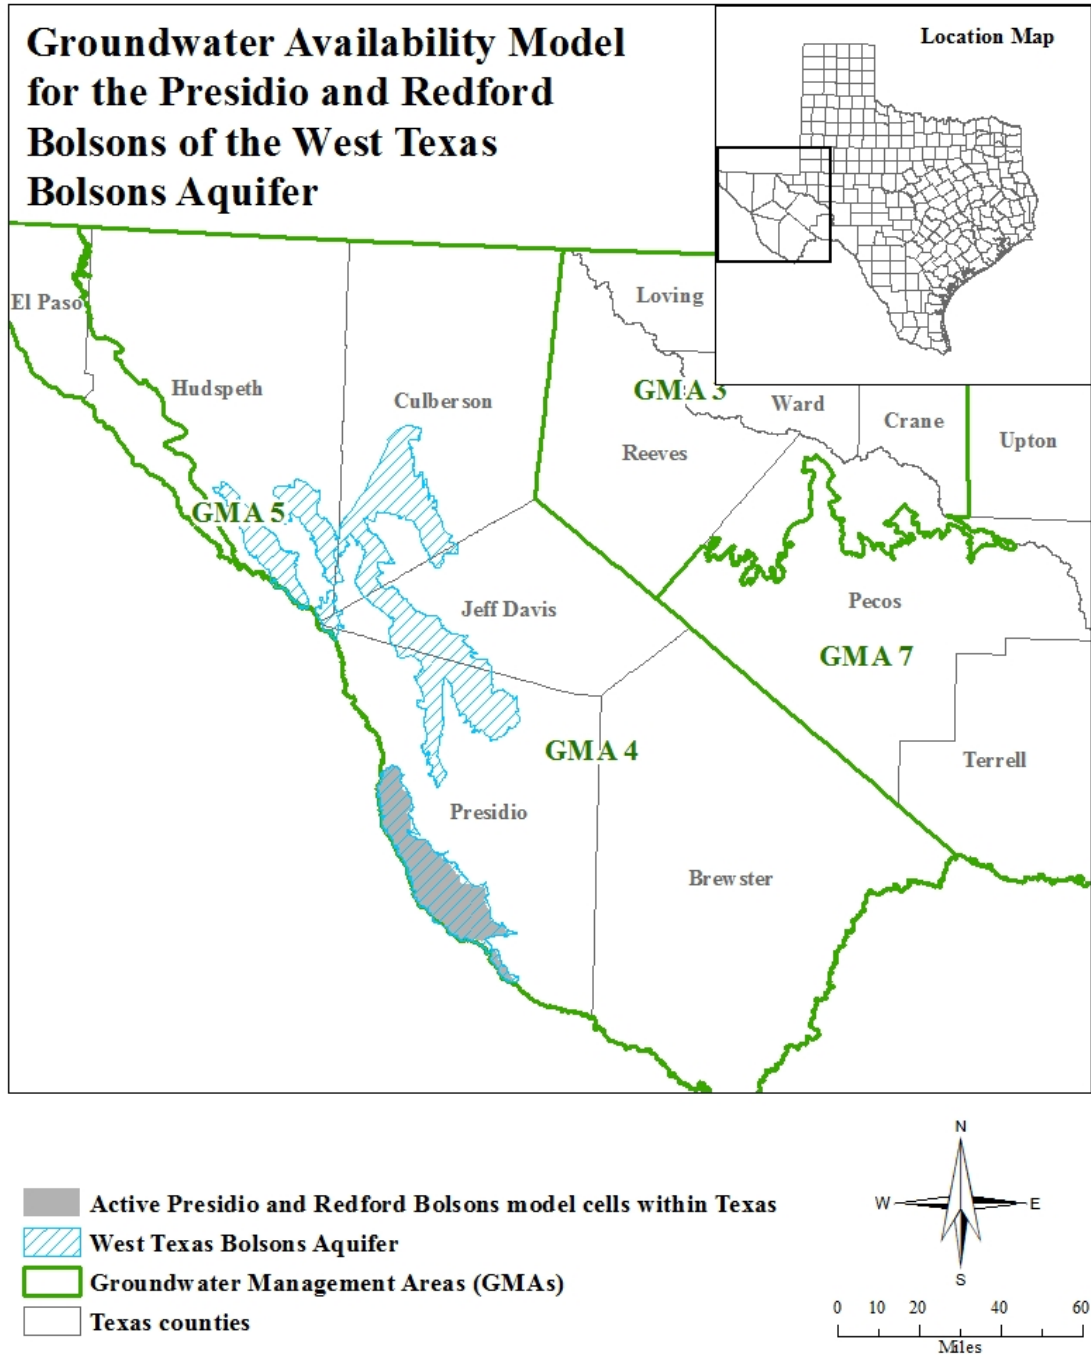 Groundwater Availability Model
for the Presidio and Redford
Bolsons of the West Texas
Bolsons Aquifer
Location Map
El Paso
Loving
Hudspeth
Culberson
GMA 3
Ward
Crane
Upton
Reeves
GMA 5
Jeff Davis
Pecos
GMA 7
GMA 4
Terrell
Presidio
Brewster
N
W
E
S
Active Presidio and Redford Bolsons model cells within Texas
West Texas Bolsons Aquifer
Groundwater Management Areas (GMAs)
Texas counties
0 10 20 40 60
Miles